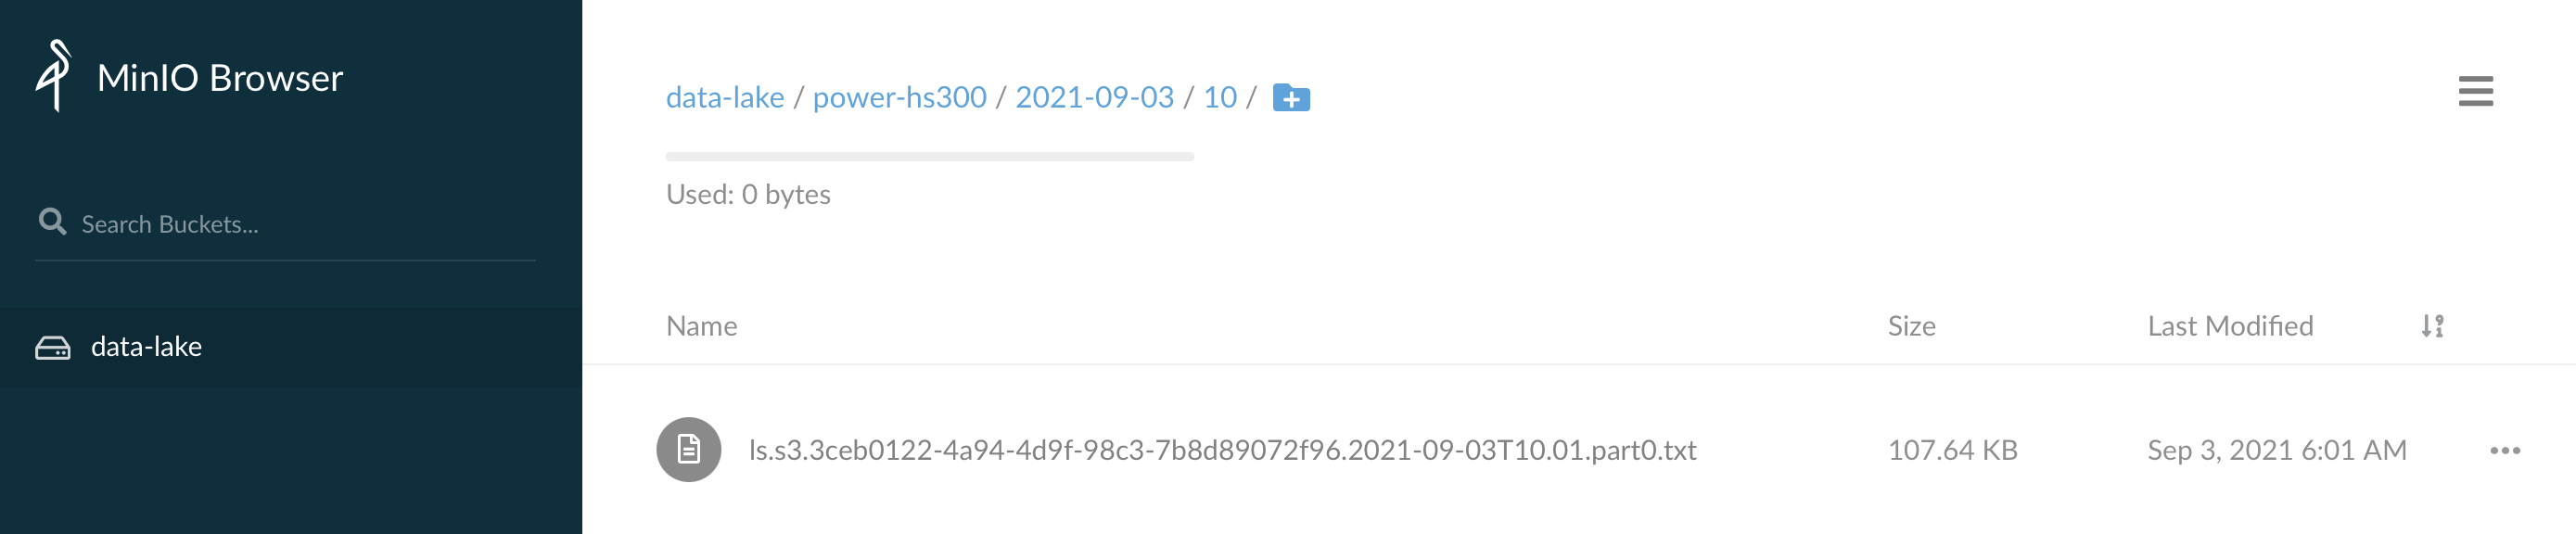 MinIO Browser
Search Buckets...
data-lake
data-lake / power-hs300 / 2021-09-03 / 10 /
Used: 0 bytes
Name Size Last Modified
ls.s3.3ceb0122-4a94-4d9f-98c3-7b8d89072f96.2021-09-03T10.01.part0.txt 107.64 KB Sep 3, 2021 6:01 AM